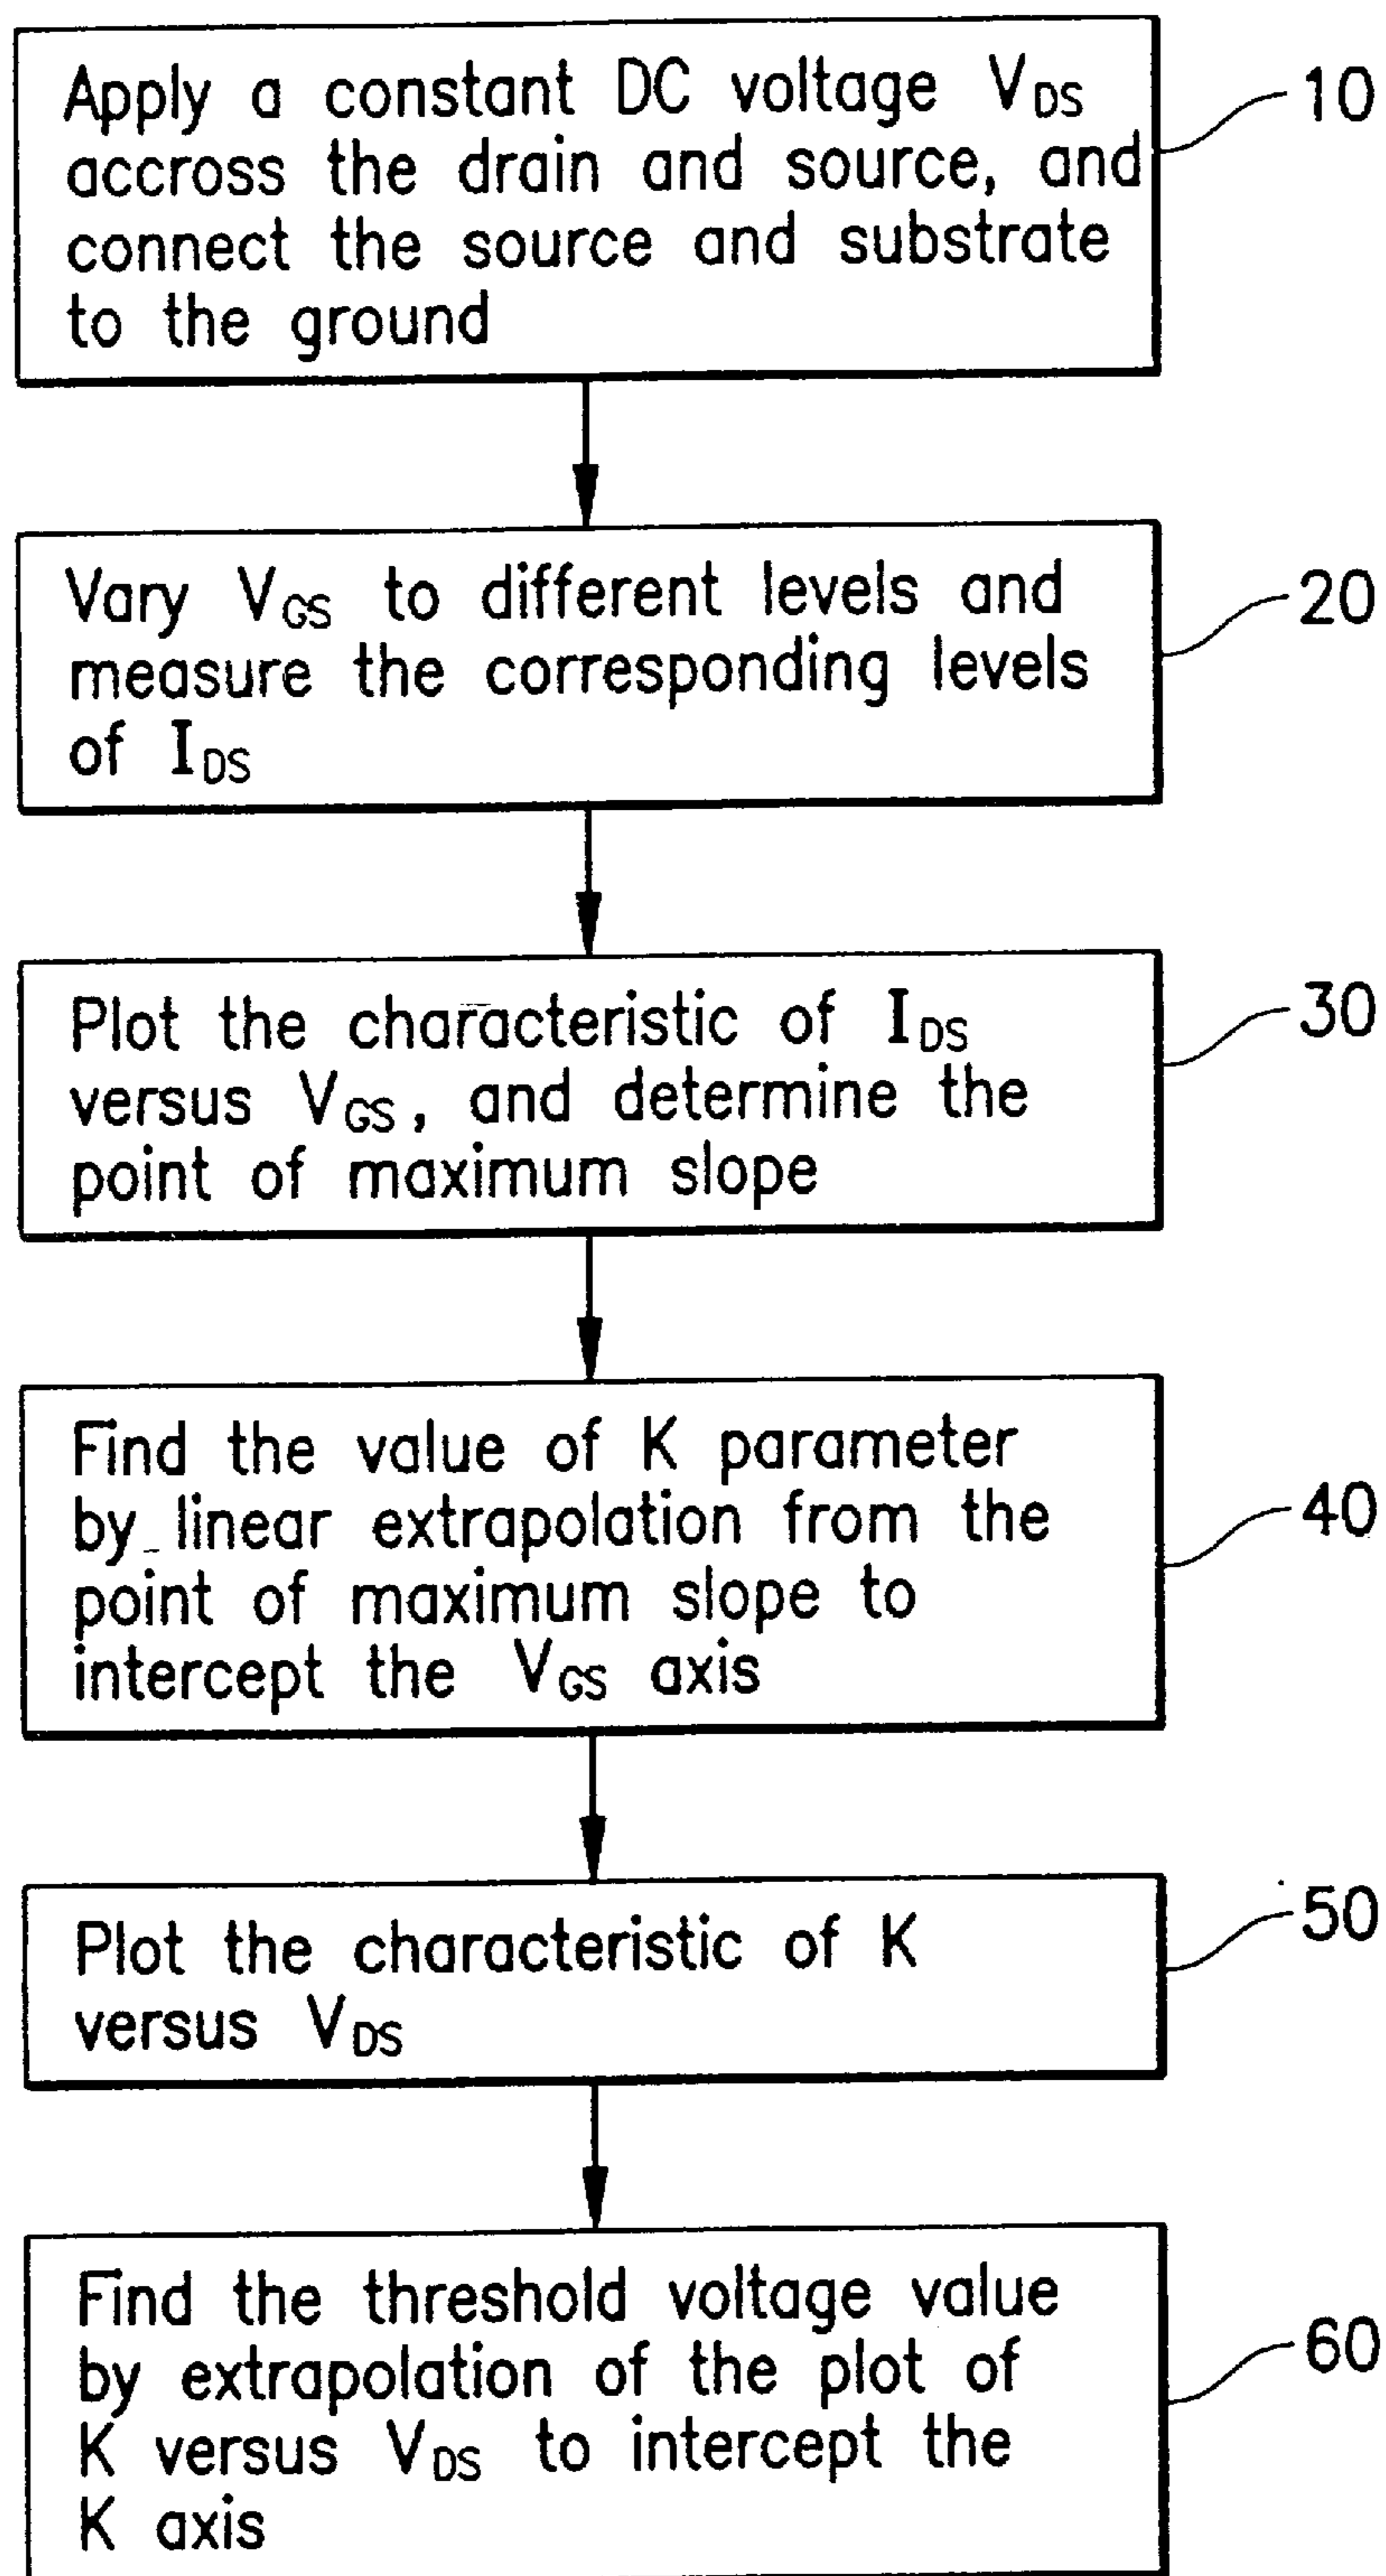 Apply a constant DC voltage VDS
accross the drain and source, and
connect the source and substrate
to the ground
10
Vary VGS to different levels and
measure the corresponding levels
of IDS
20
Plot the characteristic of IDS
versus VGS, and determine the
point of maximum slope
30
Find the value of K parameter
by linear extrapolation from the
point of maximum slope to
intercept the VGS axis
40
Plot the characteristic of K
versus VDS
50
Find the threshold voltage value
by extrapolation of the plot of
K versus VDS to intercept the
K axis
60